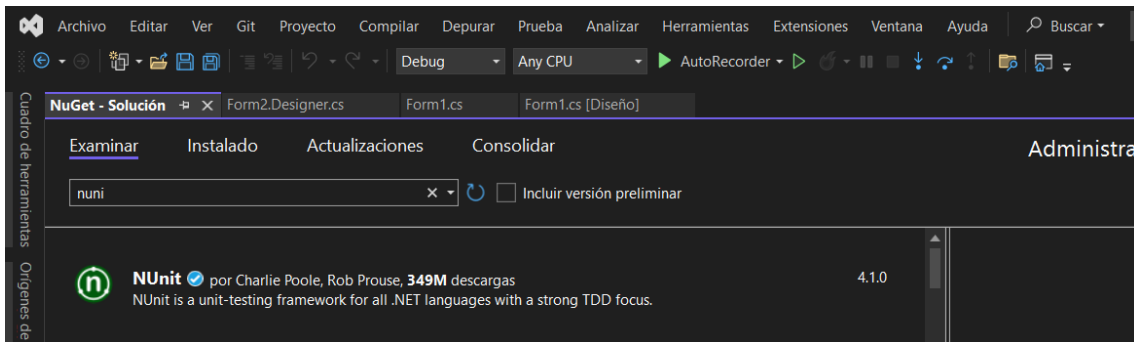 Archivo Editar Ver Git Proyecto Compilar Depurar Prueba Analizar Herramientas Extensiones Ventana Ayuda Buscar
Debug Any CPU AutoRecorder
Cuadro de herramientas
Orígenes de
NuGet - Solución Form2.Designer.cs Form1.cs Form1.cs [Diseño]
Examinar Instalado Actualizaciones Consolidar Administra
nuni Incluir versión preliminar
n NUnit por Charlie Poole, Rob Prouse, 349M descargas 4.1.0
NUnit is a unit-testing framework for all .NET languages with a strong TDD focus.